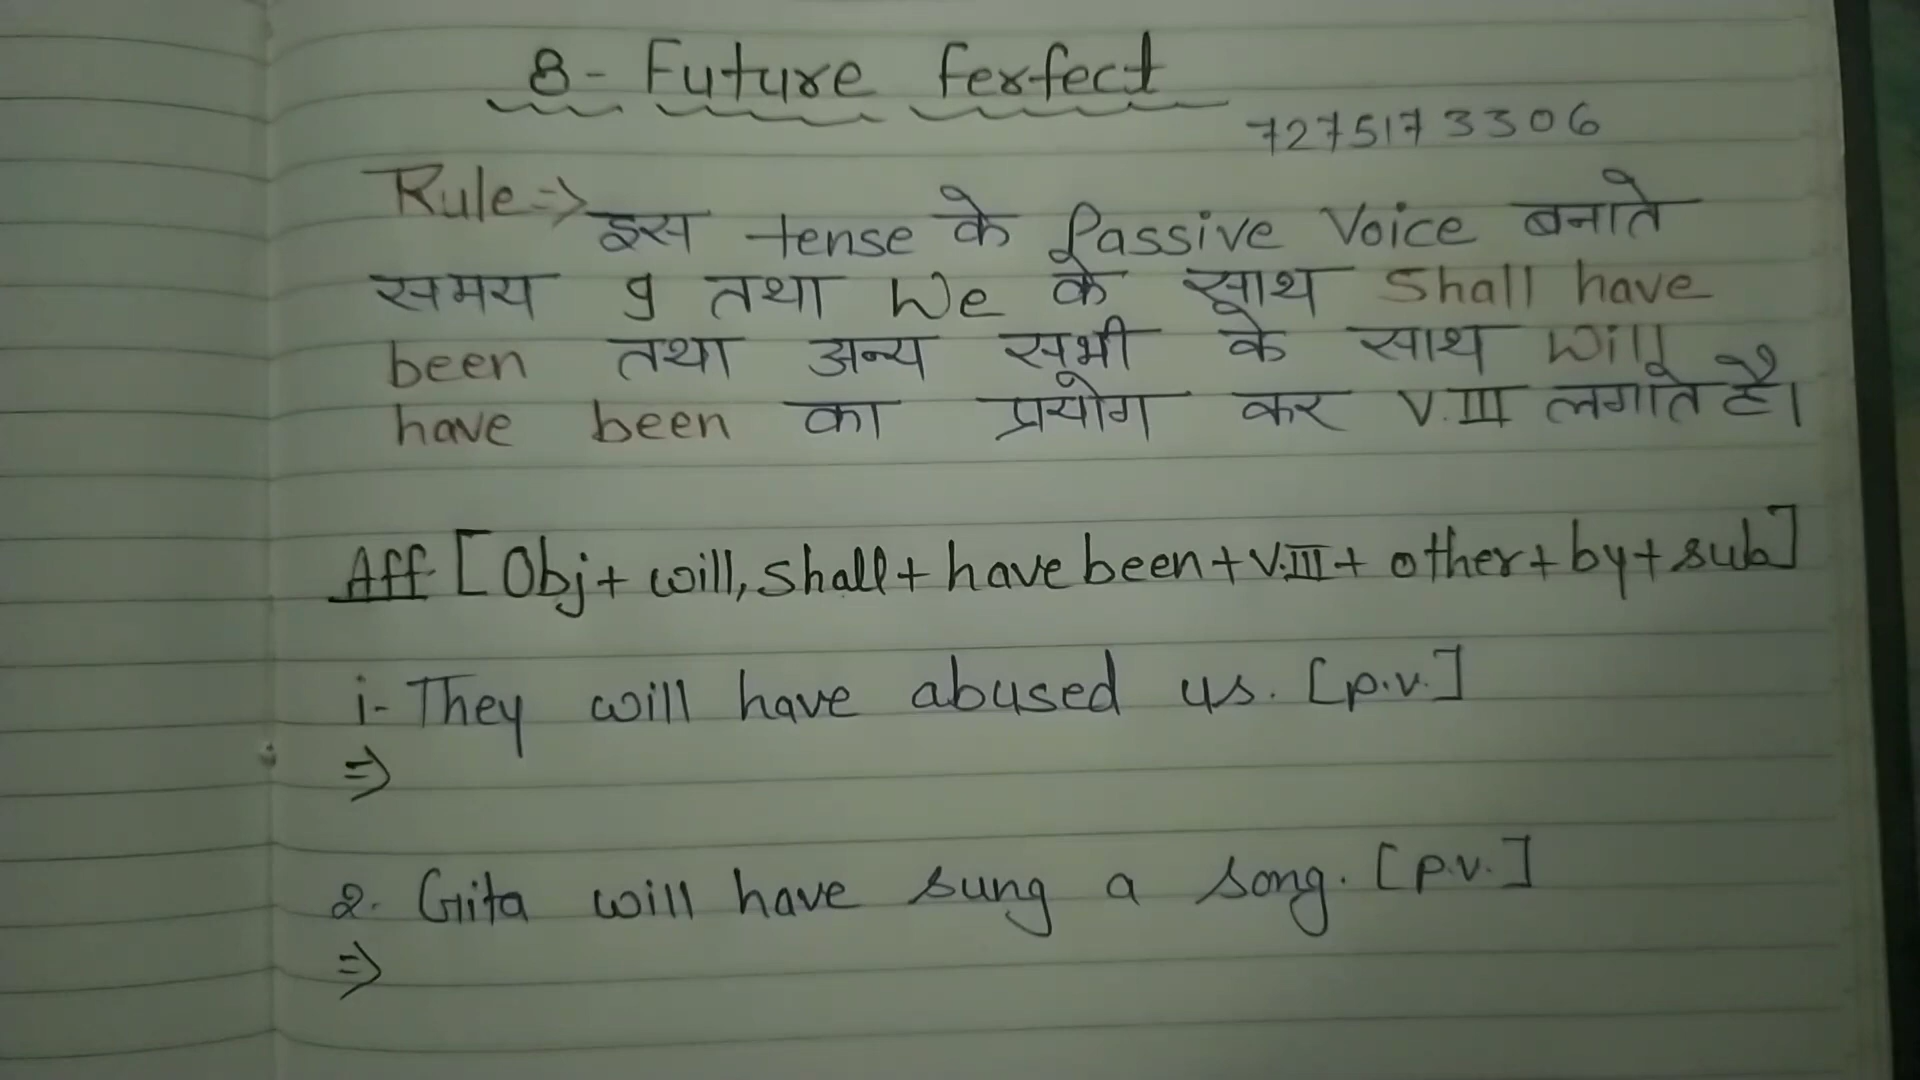 8- Future Perfect
7275173306
Rule⇒ इस tense के Passive Voice बनाते
समय I तथा We के साथ Shall have
been तथा अन्य सभी के साथ Will
have been का प्रयोग कर V.III लगाते है।
Aff [Obj + will, shall + have been + V.III + other + by + sub]
i- They will have abused us. [p.v.]
⇒
2. Gita will have sung a song. [p.v.]
⇒